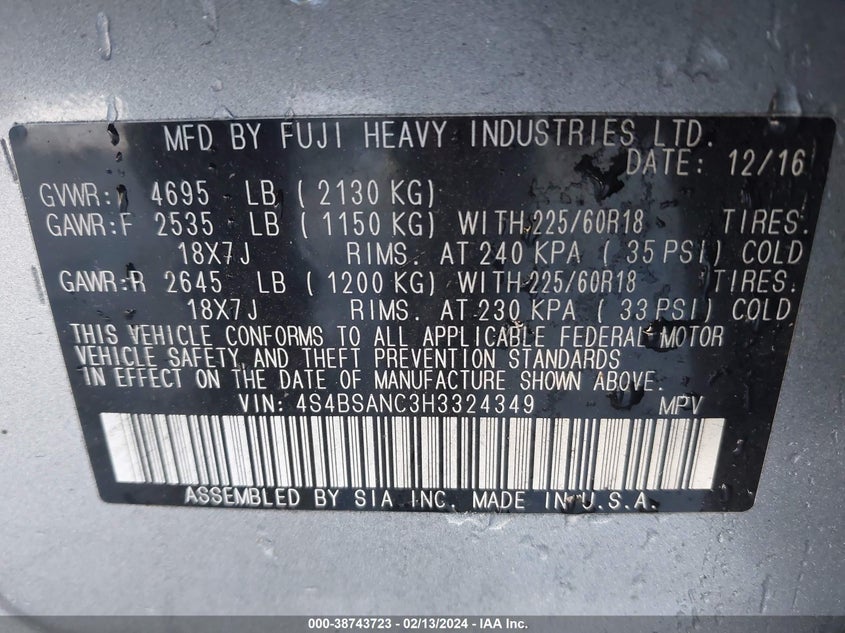 MFD BY FUJI HEAVY INDUSTRIES LTD.
DATE: 12/16
GVWR: 4695 LB ( 2130 KG)
GAWR:F 2535 LB ( 1150 KG) WITH 225/60R18 TIRES.
18X7J RIMS. AT 240 KPA ( 35 PSI) COLD
GAWR:R 2645 LB ( 1200 KG) WITH 225/60R18 TIRES.
18X7J RIMS. AT 230 KPA ( 33 PSI) COLD
THIS VEHICLE CONFORMS TO ALL APPLICABLE FEDERAL MOTOR
VEHICLE SAFETY AND THEFT PREVENTION STANDARDS
IN EFFECT ON THE DATE OF MANUFACTURE SHOWN ABOVE.
VIN: 4S4BSANC3H3324349 MPV
ASSEMBLED BY SIA INC. MADE IN U.S.A.
000-38743723 - 02/13/2024 - IAA Inc.